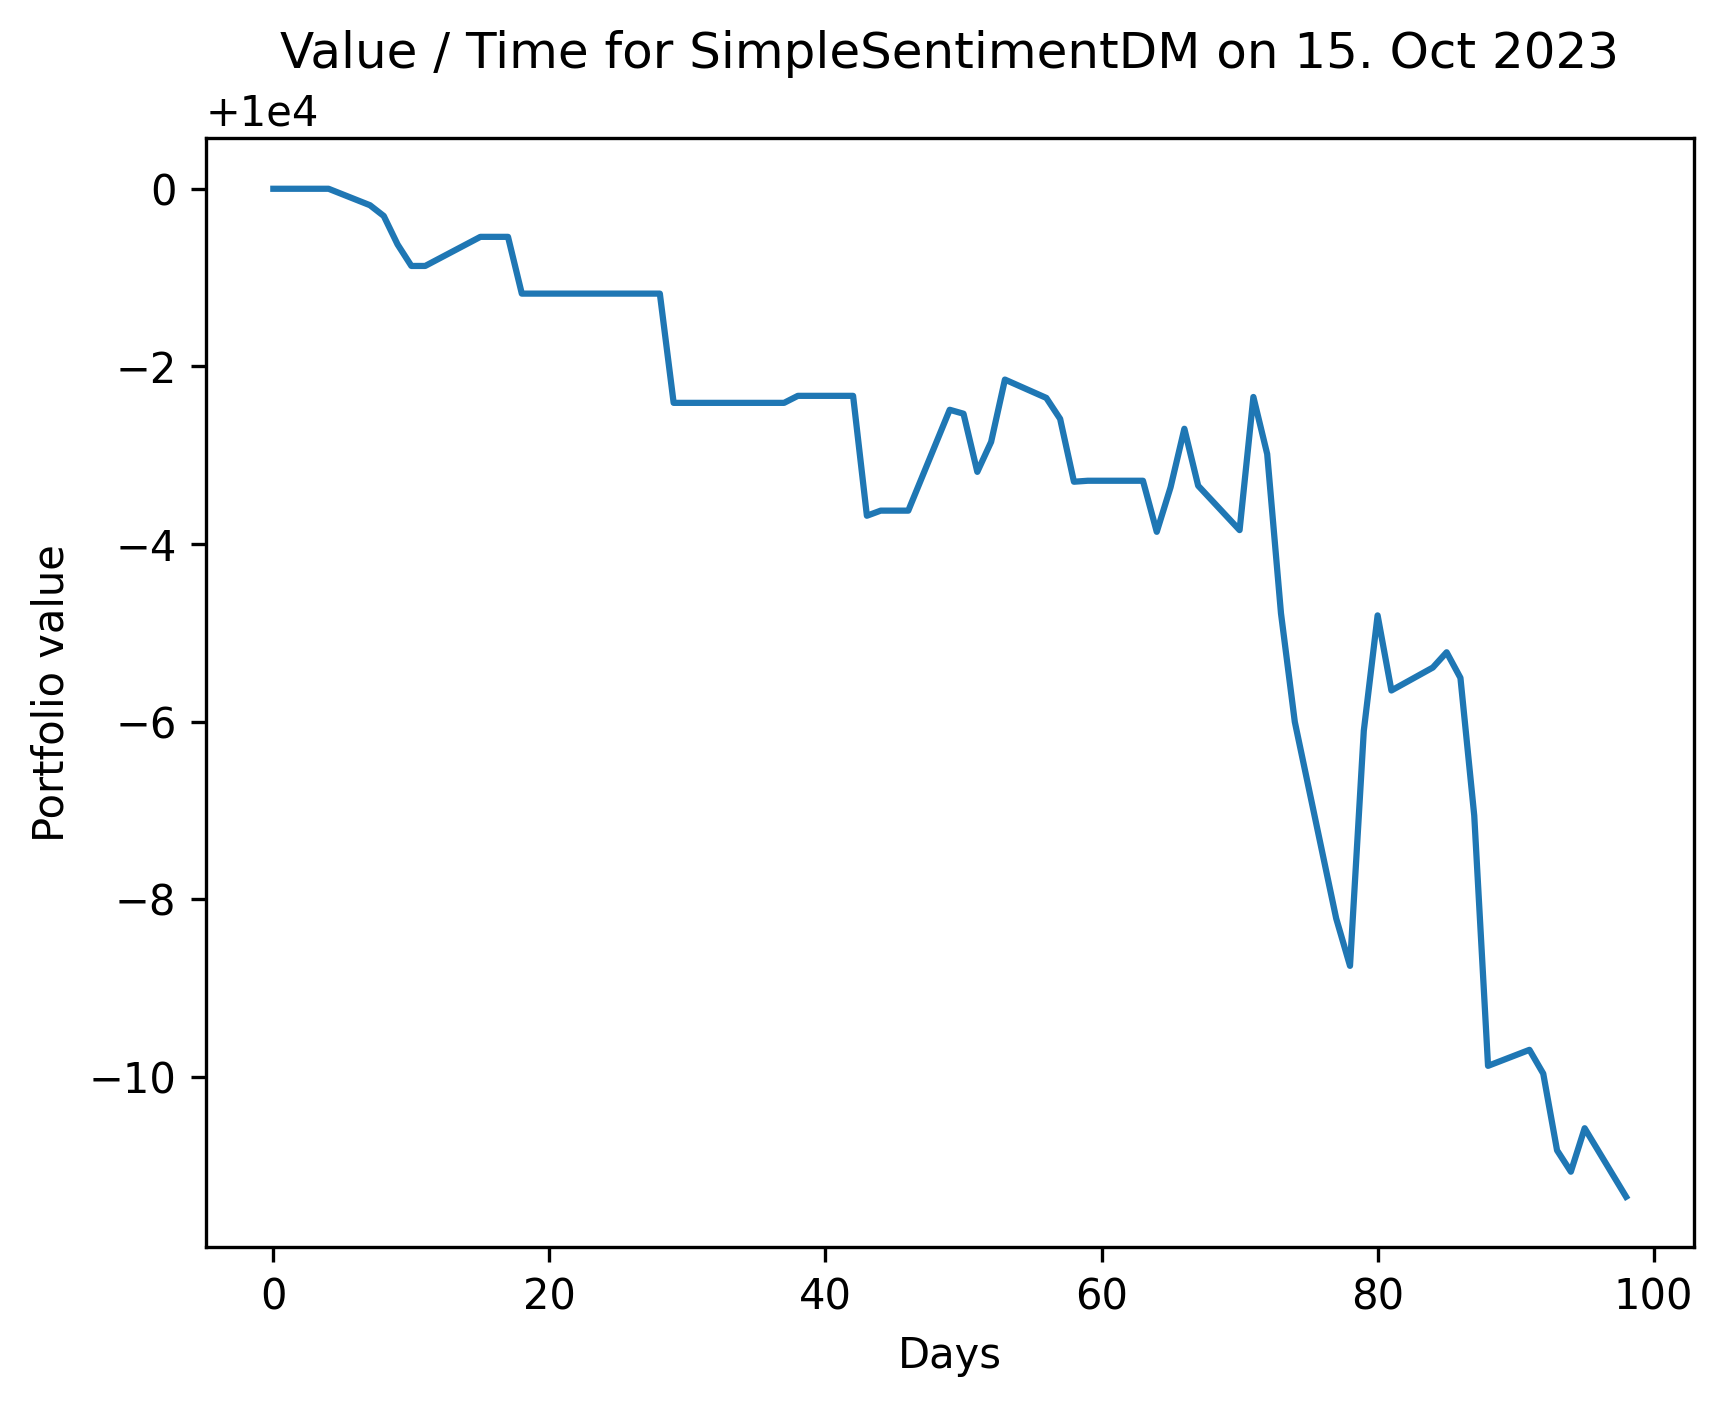 Value / Time for SimpleSentimentDM on 15. Oct 2023
+1e4
0
−2
−4
−6
−8
−10
Portfolio value
0 20 40 60 80 100
Days